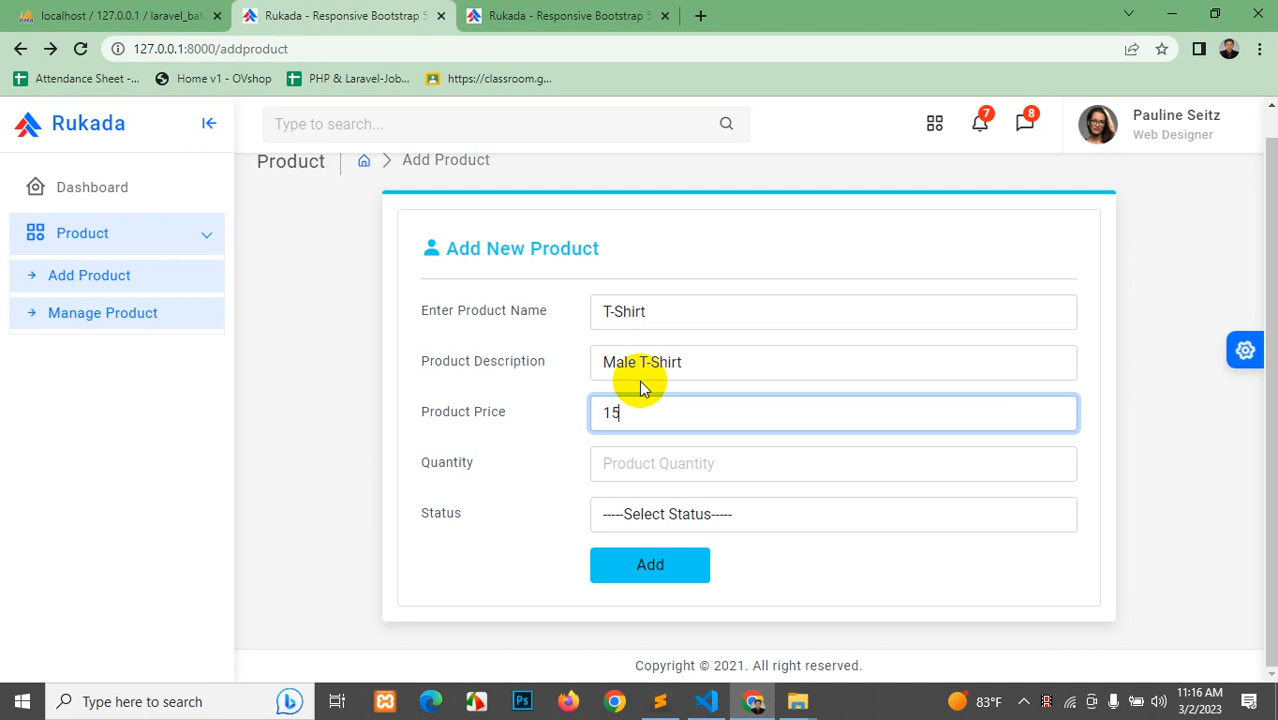 localhost / 127.0.0.1 / laravel_bat
Rukada - Responsive Bootstrap 5
Rukada - Responsive Bootstrap 5
127.0.0.1:8000/addproduct
Attendance Sheet -...
Home v1 - OVshop
PHP & Laravel-Job...
https://classroom.g...
Rukada
Type to search...
7
8
Pauline Seitz
Web Designer
Product
Add Product
Dashboard
Product
Add Product
Manage Product
Add New Product
Enter Product Name
T-Shirt
Product Description
Male T-Shirt
Product Price
15
Quantity
Product Quantity
Status
-----Select Status-----
Add
Copyright © 2021. All right reserved.
Type here to search
Ps
83°F
11:16 AM
3/2/2023